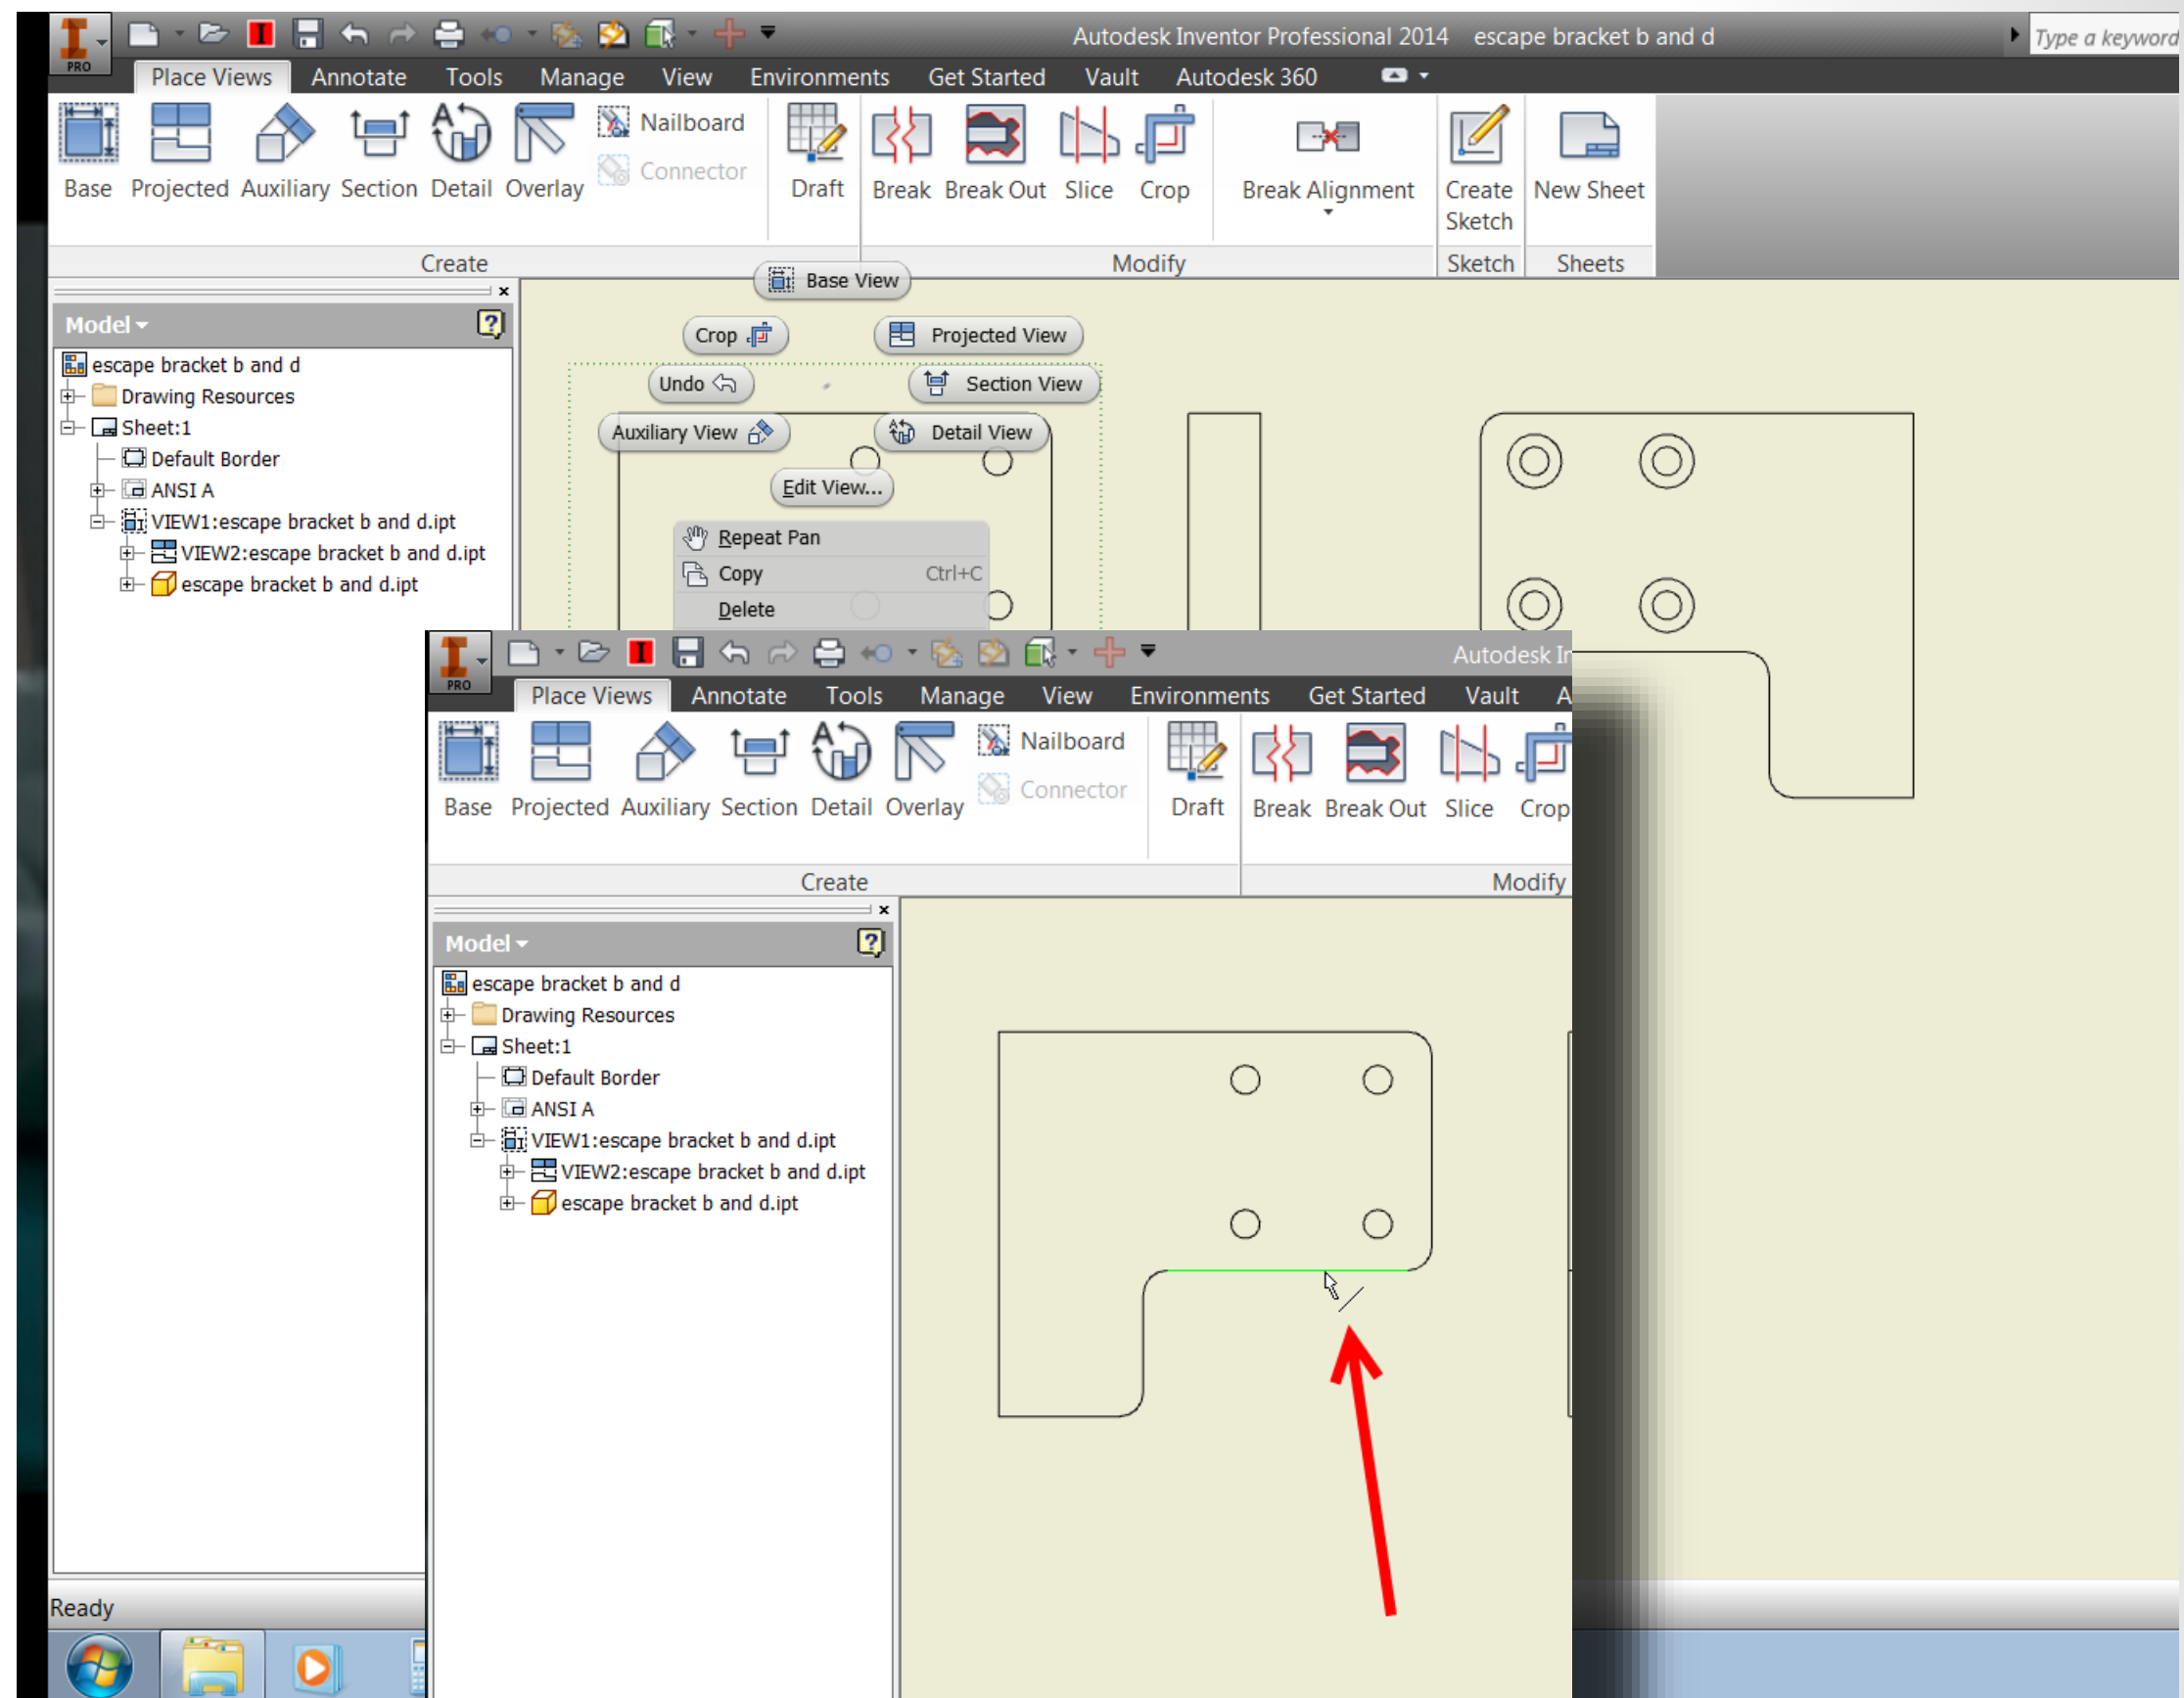 Autodesk Inventor Professional 2014 escape bracket b and d
Type a keyword
PRO
Place Views Annotate Tools Manage View Environments Get Started Vault Autodesk 360
Nailboard
Connector
Base Projected Auxiliary Section Detail Overlay Draft Break Break Out Slice Crop Break Alignment Create Sketch New Sheet
Create Modify Sketch Sheets
Base View
Model
Crop Projected View
escape bracket b and d
Undo Section View
Drawing Resources
Sheet:1
Auxiliary View Detail View
Default Border
ANSI A
Edit View...
VIEW1:escape bracket b and d.ipt
Repeat Pan
VIEW2:escape bracket b and d.ipt
Copy Ctrl+C
escape bracket b and d.ipt
Delete
Autodesk In
PRO
Place Views Annotate Tools Manage View Environments Get Started Vault A
Nailboard
Connector
Base Projected Auxiliary Section Detail Overlay Draft Break Break Out Slice Crop
Create Modify
Model
escape bracket b and d
Drawing Resources
Sheet:1
Default Border
ANSI A
VIEW1:escape bracket b and d.ipt
VIEW2:escape bracket b and d.ipt
escape bracket b and d.ipt
Ready